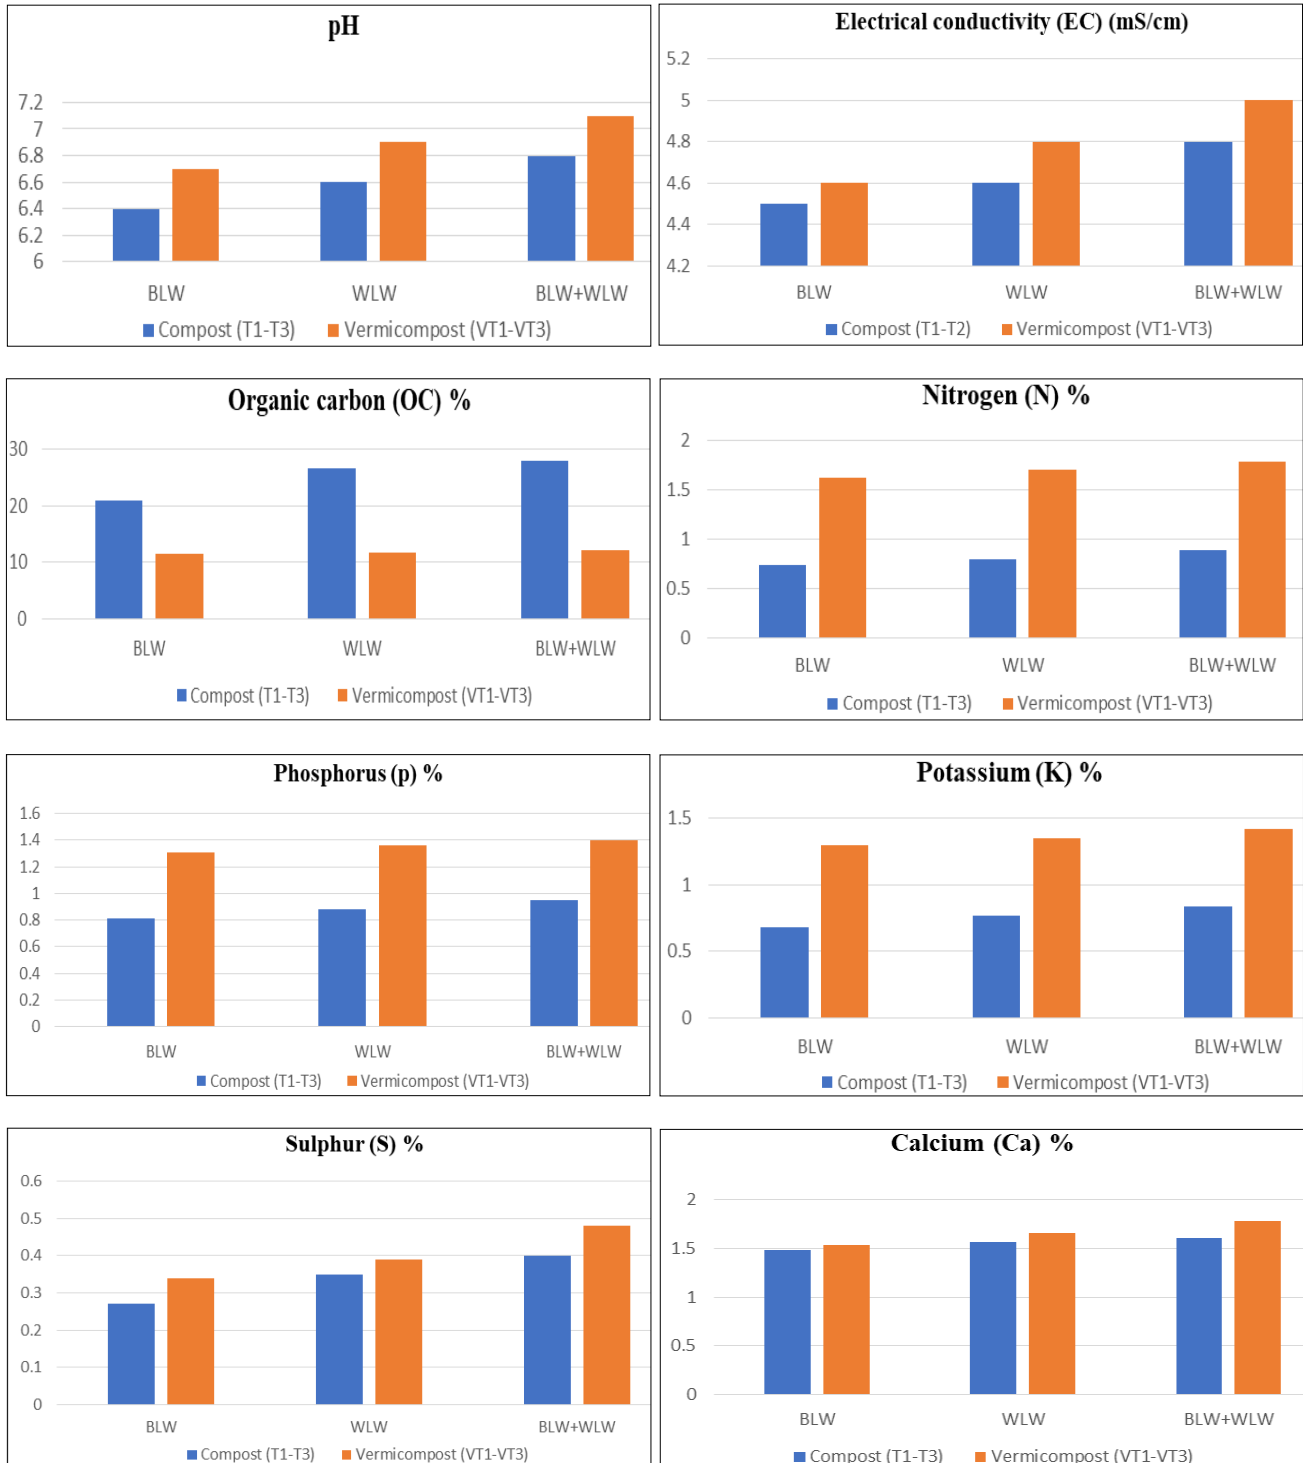 pH
7.2
7
6.8
6.6
6.4
6.2
6
BLW WLW BLW+WLW
Compost (T1-T3) Vermicompost (VT1-VT3)
Electrical conductivity (EC) (mS/cm)
5.2
5
4.8
4.6
4.4
4.2
BLW WLW BLW+WLW
Compost (T1-T2) Vermicompost (VT1-VT3)
Organic carbon (OC) %
30
20
10
0
BLW WLW BLW+WLW
Compost (T1-T3) Vermicompost (VT1-VT3)
Nitrogen (N) %
2
1.5
1
0.5
0
BLW WLW BLW+WLW
Compost (T1-T3) Vermicompost (VT1-VT3)
Phosphorus (p) %
1.6
1.4
1.2
1
0.8
0.6
0.4
0.2
0
BLW WLW BLW+WLW
Compost (T1-T3) Vermicompost (VT1-VT3)
Potassium (K) %
1.5
1
0.5
0
BLW WLW BLW+WLW
Compost (T1-T3) Vermicompost (VT1-VT3)
Sulphur (S) %
0.6
0.5
0.4
0.3
0.2
0.1
0
BLW WLW BLW+WLW
Compost (T1-T3) Vermicompost (VT1-VT3)
Calcium (Ca) %
2
1.5
1
0.5
0
BLW WLW BLW+WLW
Compost (T1-T3) Vermicompost (VT1-VT3)